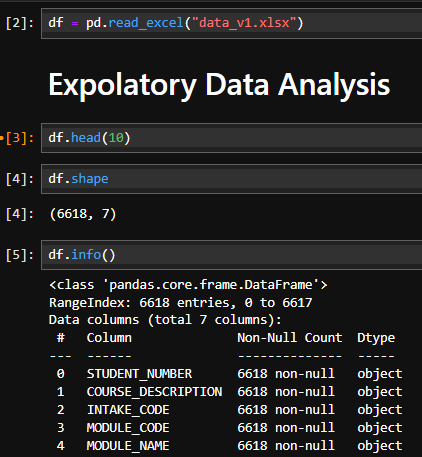 [2]: df = pd.read_excel("data_v1.xlsx")
Expolatory Data Analysis
[3]: df.head(10)
[4]: df.shape
[4]: (6618, 7)
[5]: df.info()
<class 'pandas.core.frame.DataFrame'>
RangeIndex: 6618 entries, 0 to 6617
Data columns (total 7 columns):
 #   Column              Non-Null Count  Dtype
---  ------              --------------  -----
 0   STUDENT_NUMBER      6618 non-null   object
 1   COURSE_DESCRIPTION  6618 non-null   object
 2   INTAKE_CODE         6618 non-null   object
 3   MODULE_CODE         6618 non-null   object
 4   MODULE_NAME         6618 non-null   object